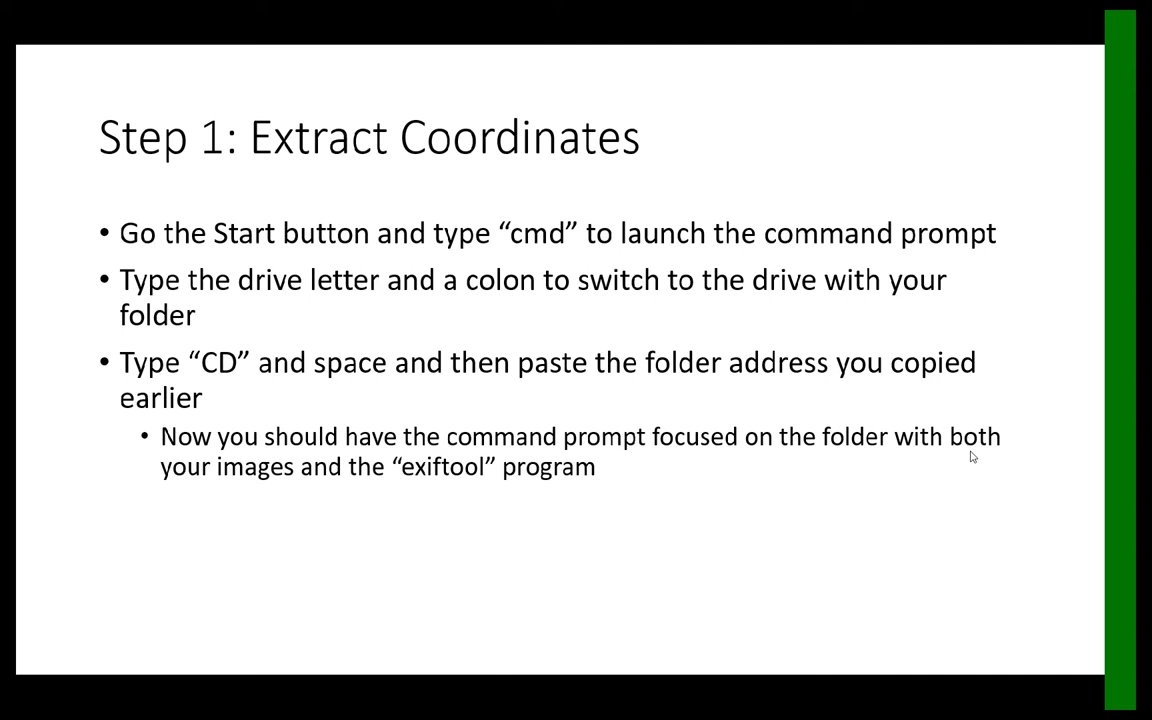 Step 1: Extract Coordinates
• Go the Start button and type “cmd” to launch the command prompt
• Type the drive letter and a colon to switch to the drive with your
folder
• Type “CD” and space and then paste the folder address you copied
earlier
• Now you should have the command prompt focused on the folder with both
your images and the “exiftool” program